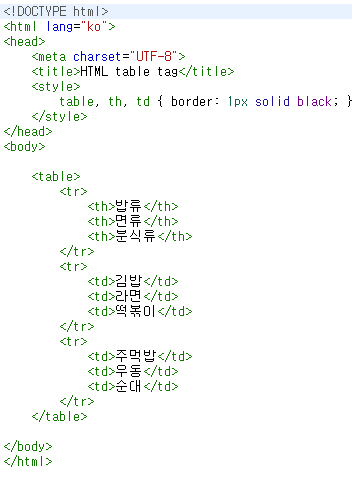 <!DOCTYPE html>
<html lang="ko">
<head>
    <meta charset="UTF-8">
    <title>HTML table tag</title>
    <style>
        table, th, td { border: 1px solid black; }
    </style>
</head>
<body>

    <table>
        <tr>
            <th>밥류</th>
            <th>면류</th>
            <th>분식류</th>
        </tr>
        <tr>
            <td>김밥</td>
            <td>라면</td>
            <td>떡볶이</td>
        </tr>
        <tr>
            <td>주먹밥</td>
            <td>우동</td>
            <td>순대</td>
        </tr>
    </table>

</body>
</html>